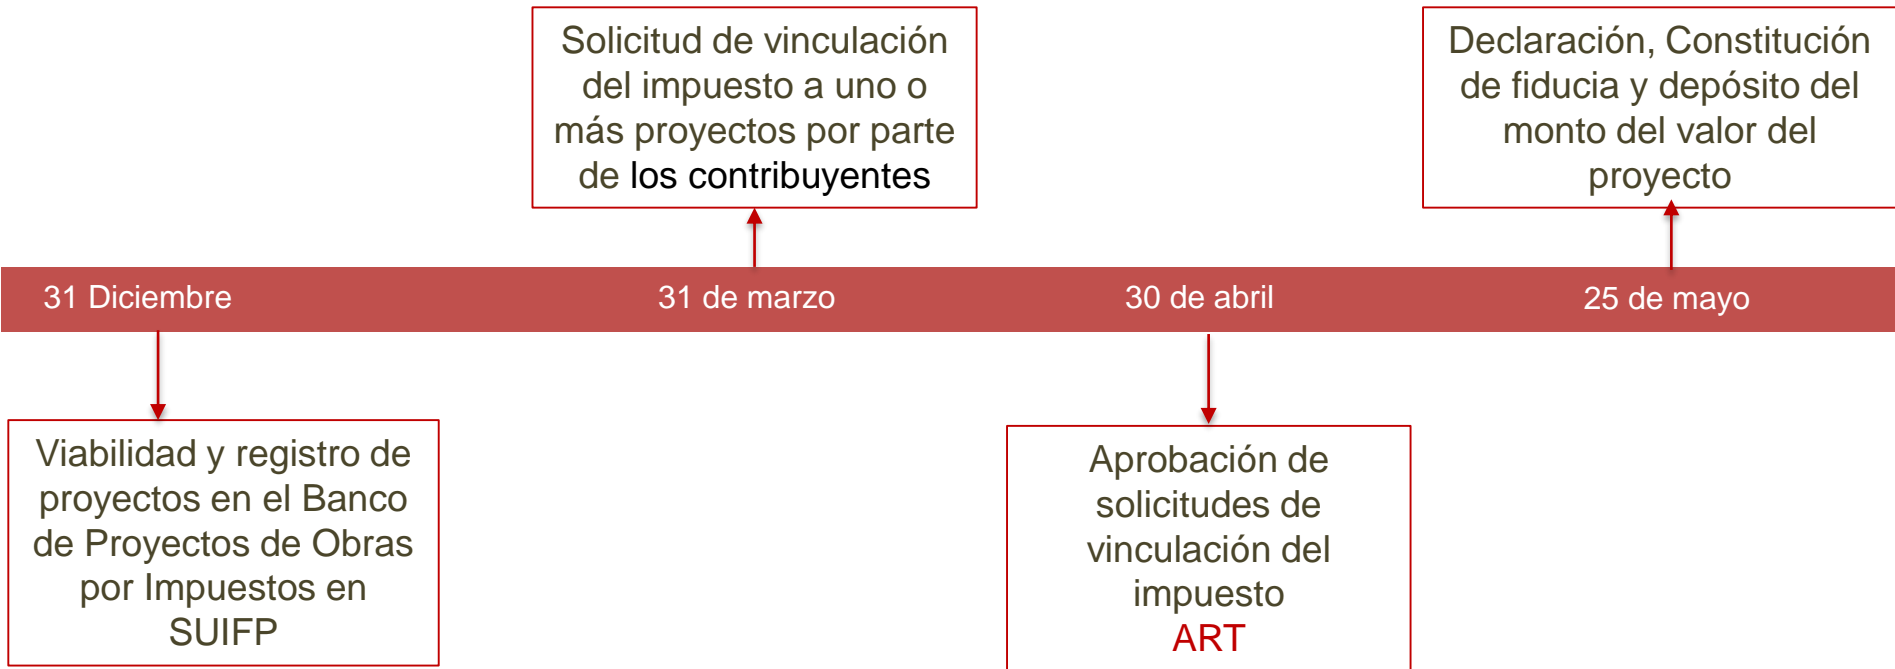 Solicitud de vinculación
del impuesto a uno o
más proyectos por parte
de los contribuyentes
Declaración, Constitución
de fiducia y depósito del
monto del valor del
proyecto
31 Diciembre
31 de marzo
30 de abril
25 de mayo
Viabilidad y registro de
proyectos en el Banco
de Proyectos de Obras
por Impuestos en
SUIFP
Aprobación de
solicitudes de
vinculación del
impuesto
ART